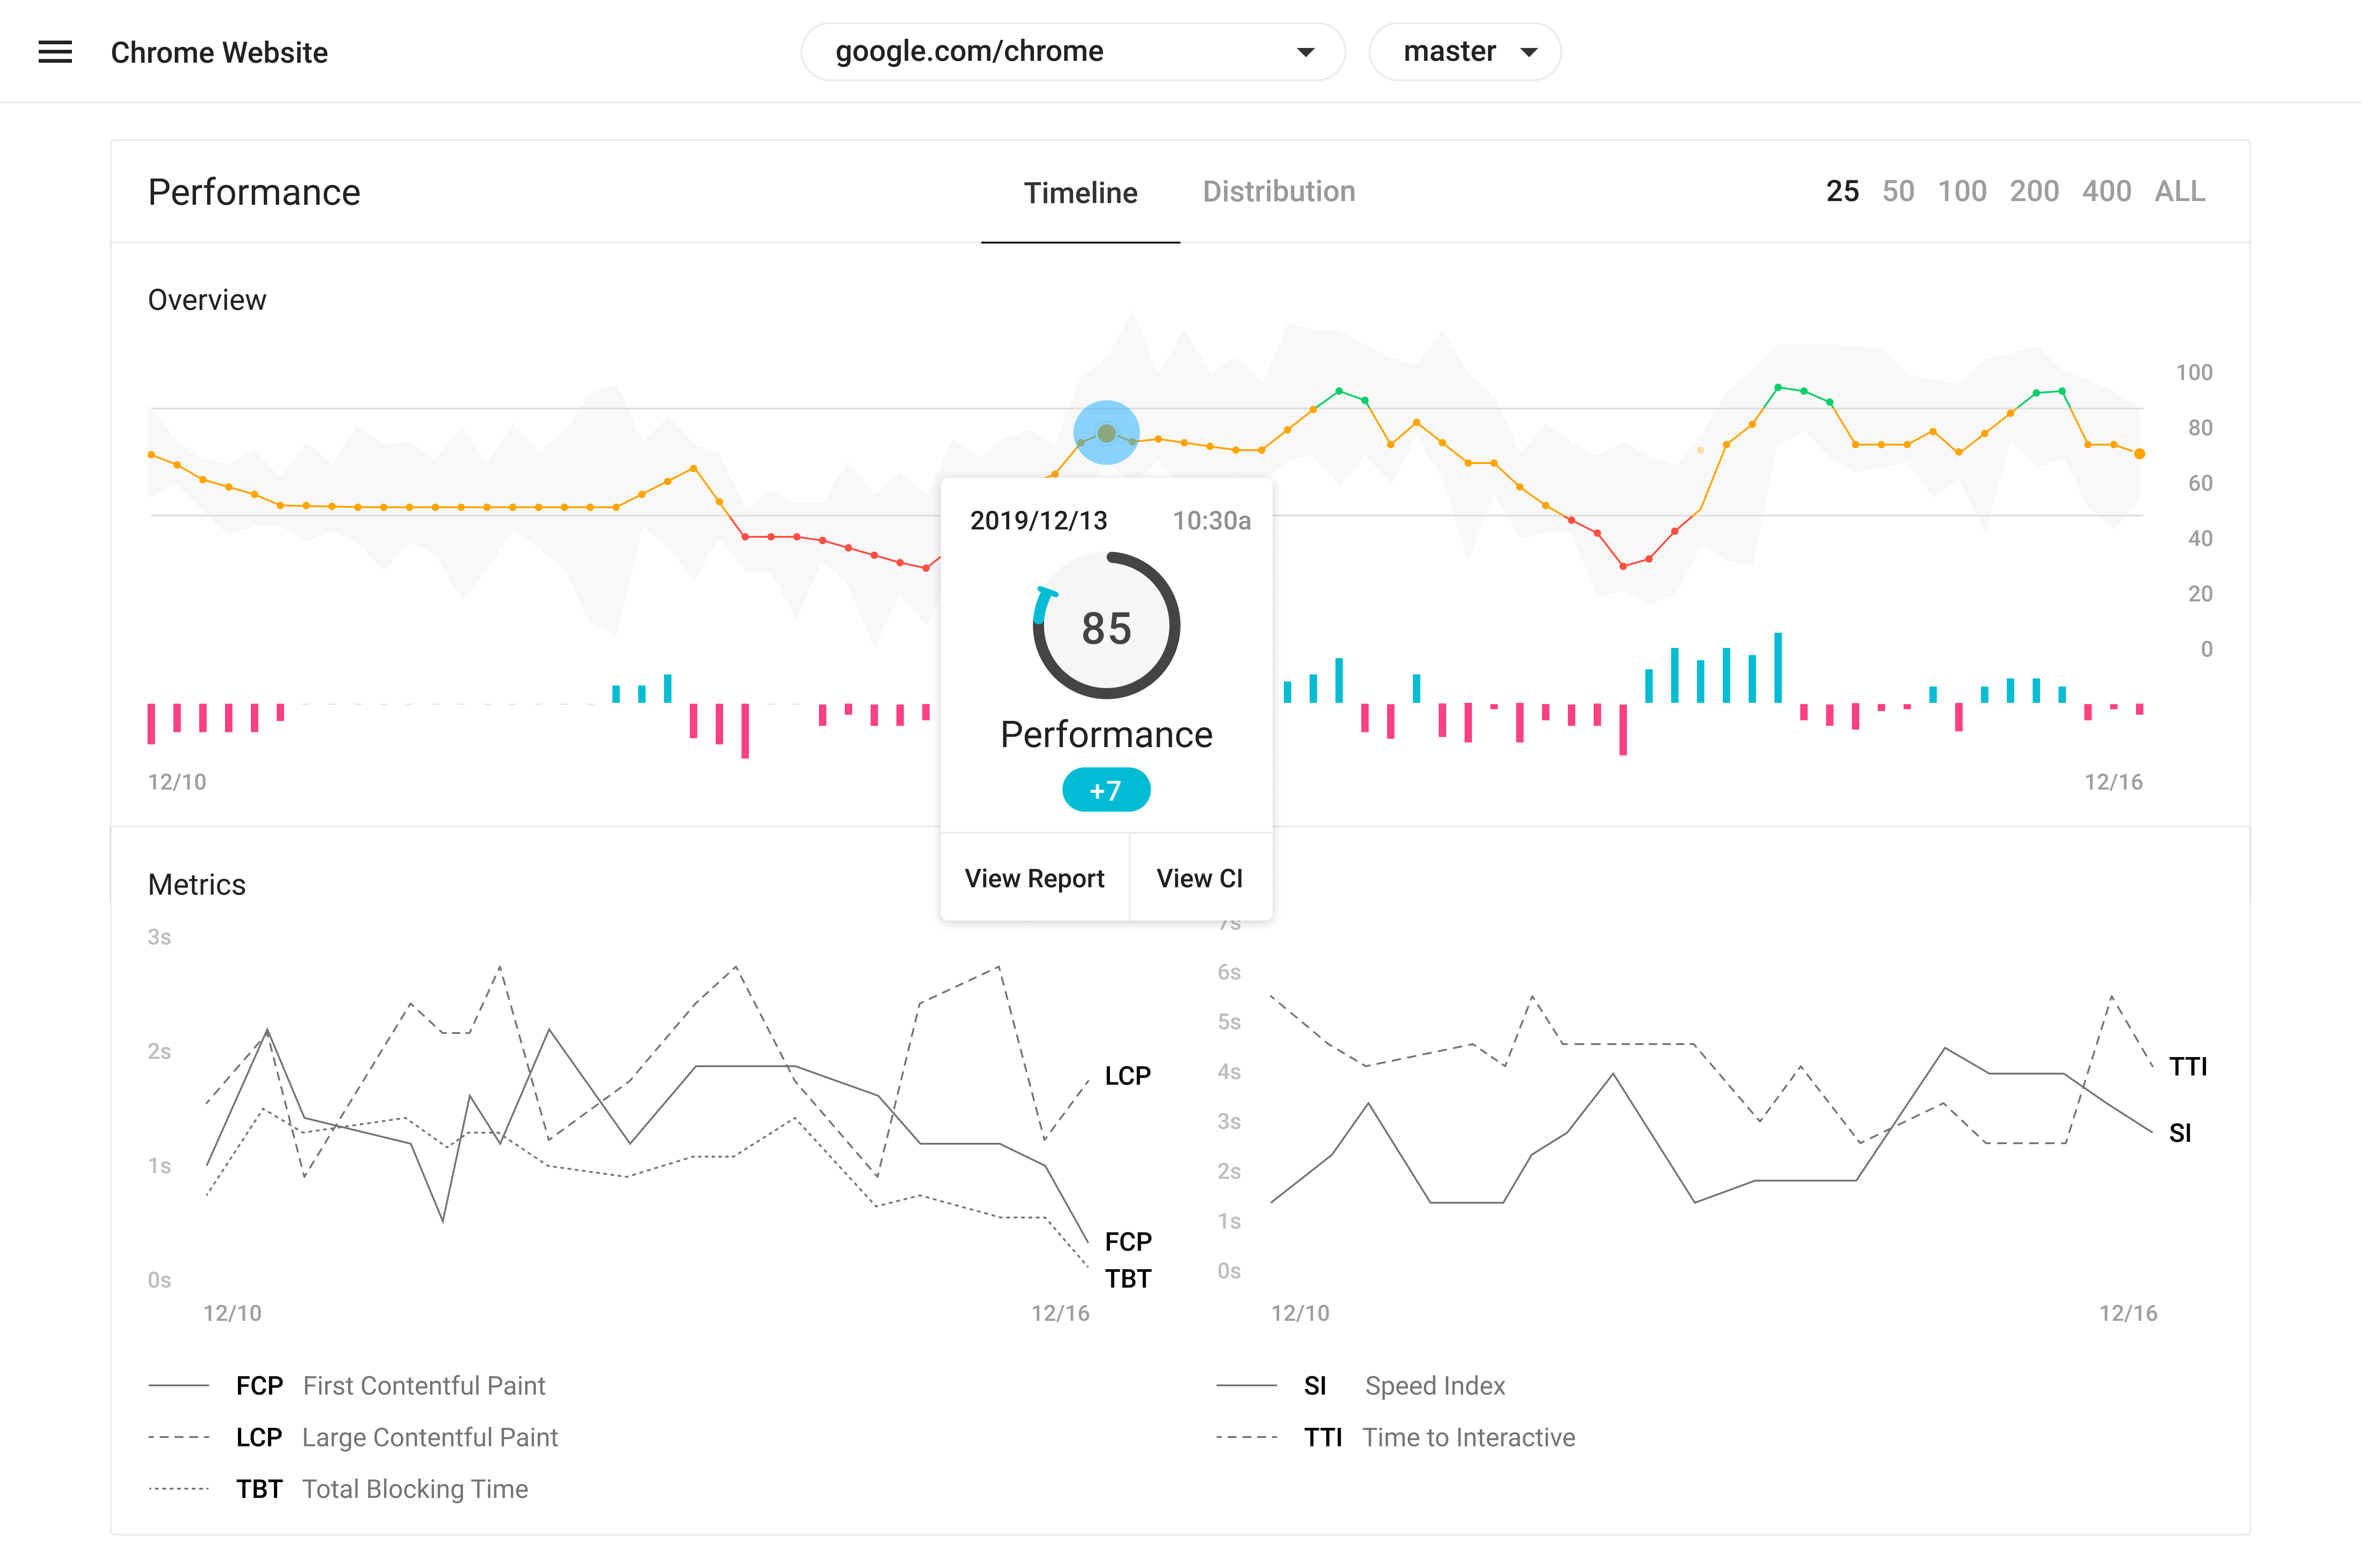 Chrome Website
google.com/chrome
master
Performance
Timeline
Distribution
25 50 100 200 400 ALL
Overview
100
80
60
40
20
0
12/10
12/16
2019/12/13 10:30a
85
Performance
+7
View Report
View CI
Metrics
3s
2s
1s
0s
LCP
FCP
TBT
12/10
12/16
7s
6s
5s
4s
3s
2s
1s
0s
TTI
SI
12/10
12/16
FCP First Contentful Paint
LCP Large Contentful Paint
TBT Total Blocking Time
SI Speed Index
TTI Time to Interactive